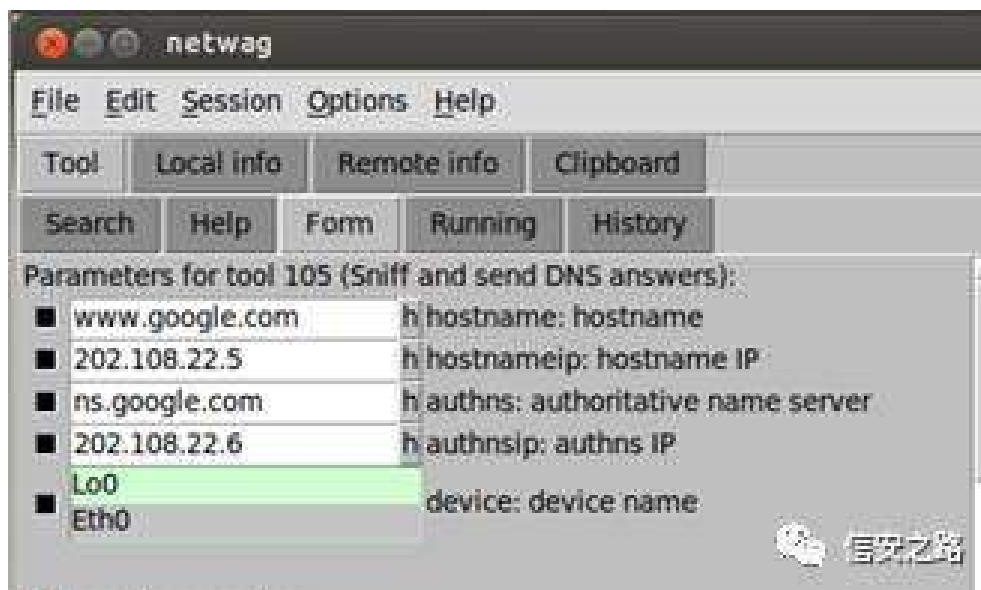 netwag
File Edit Session Options Help
Tool Local info Remote info Clipboard
Search Help Form Running History
Parameters for tool 105 (Sniff and send DNS answers):
www.google.com h hostname: hostname
202.108.22.5 h hostnameip: hostname IP
ns.google.com h authns: authoritative name server
202.108.22.6 h authnsip: authns IP
Lo0
Eth0
device: device name
信安之路